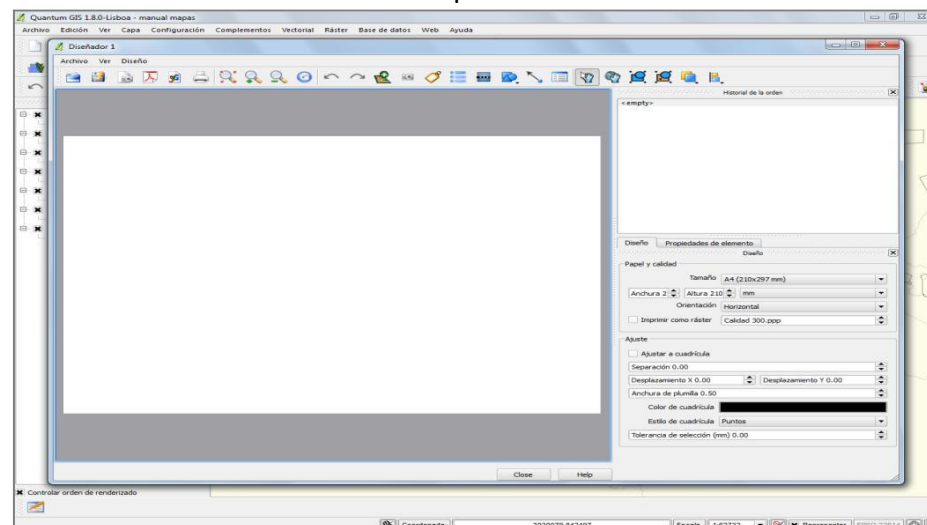 Quantum GIS 1.8.0-Lisboa - manual mapas
Archivo Edición Ver Capa Configuración Complementos Vectorial Ráster Base de datos Web Ayuda
Diseñador 1
Archivo Ver Diseño
Historial de la orden
<empty>
Diseño Propiedades de elemento
Diseño
Papel y calidad
Tamaño A4 (210x297 mm)
Anchura 2 Altura 210 mm
Orientación Horizontal
Imprimir como ráster Calidad 300.ppp
Ajuste
Ajustar a cuadrícula
Separación 0.00
Desplazamiento X 0.00 Desplazamiento Y 0.00
Anchura de plumilla 0.50
Color de cuadrícula
Estilo de cuadrícula Puntos
Tolerancia de selección (mm) 0.00
Close Help
Controlar orden de renderizado